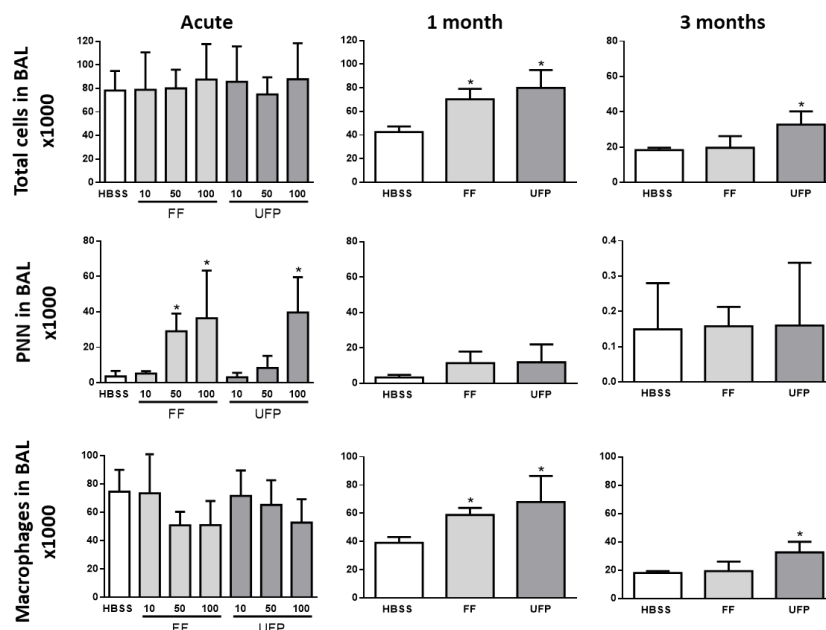 Acute
1 month
3 months
Total cells in BAL
x1000
120
100
80
60
40
20
0
HBSS 10 50 100 10 50 100
FF UFP
120
100
80
60
40
20
0
HBSS FF UFP
* *
80
60
40
20
0
HBSS FF UFP
*
PNN in BAL
x1000
80
60
40
20
0
HBSS 10 50 100 10 50 100
FF UFP
* * *
80
60
40
20
0
HBSS FF UFP
0.4
0.3
0.2
0.1
0.0
HBSS FF UFP
Macrophages in BAL
x1000
100
80
60
40
20
0
HBSS 10 50 100 10 50 100
FF UFP
100
80
60
40
20
0
HBSS FF UFP
* *
100
80
60
40
20
0
HBSS FF UFP
*